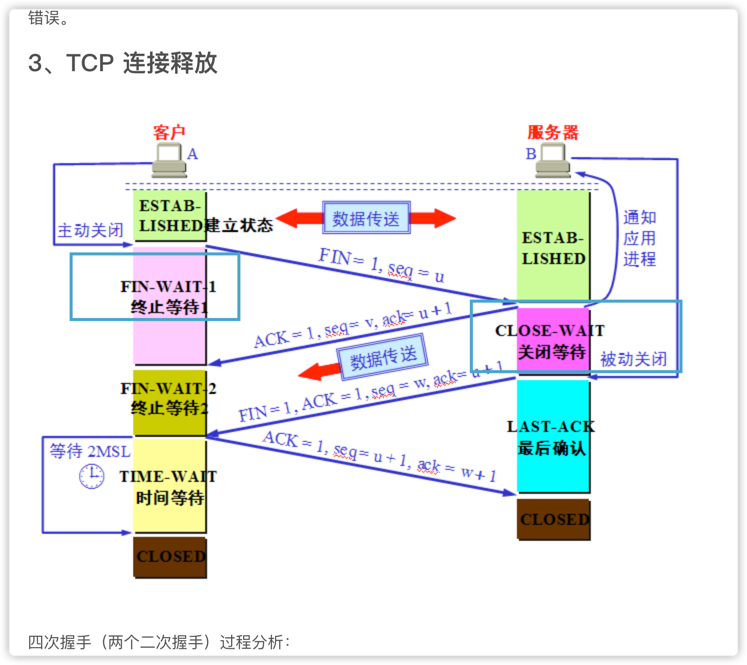 错误。
3、TCP 连接释放
客户
服务器
A
B
主动关闭
ESTAB-
LISHED建立状态
数据传送
ESTAB-
LISHED
通知
应用
进程
FIN= 1, seq = u
FIN-WAIT-1
终止等待1
ACK = 1, seq= v, ack= u+1
CLOSE-WAIT
关闭等待
被动关闭
数据传送
FIN-WAIT-2
终止等待2
FIN=1, ACK = 1, seq = w, ack= u+1
LAST-ACK
最后确认
等待 2MSL
ACK = 1, seq= u+1, ack = w+1
TIME-WAIT
时间等待
CLOSED
CLOSED
四次握手（两个二次握手）过程分析：